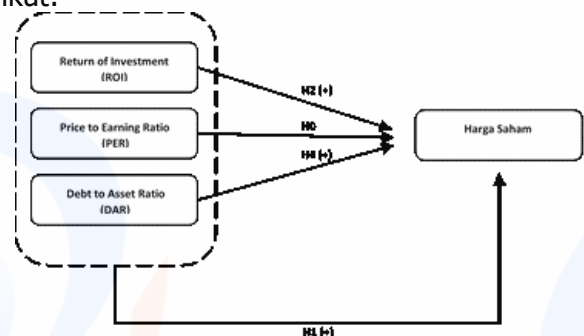 ikut:
Return of Investment
(ROI)
H2 (+)
Price to Earning Ratio
(PER)
H0
Harga Saham
H4 (+)
Debt to Asset Ratio
(DAR)
H1 (+)